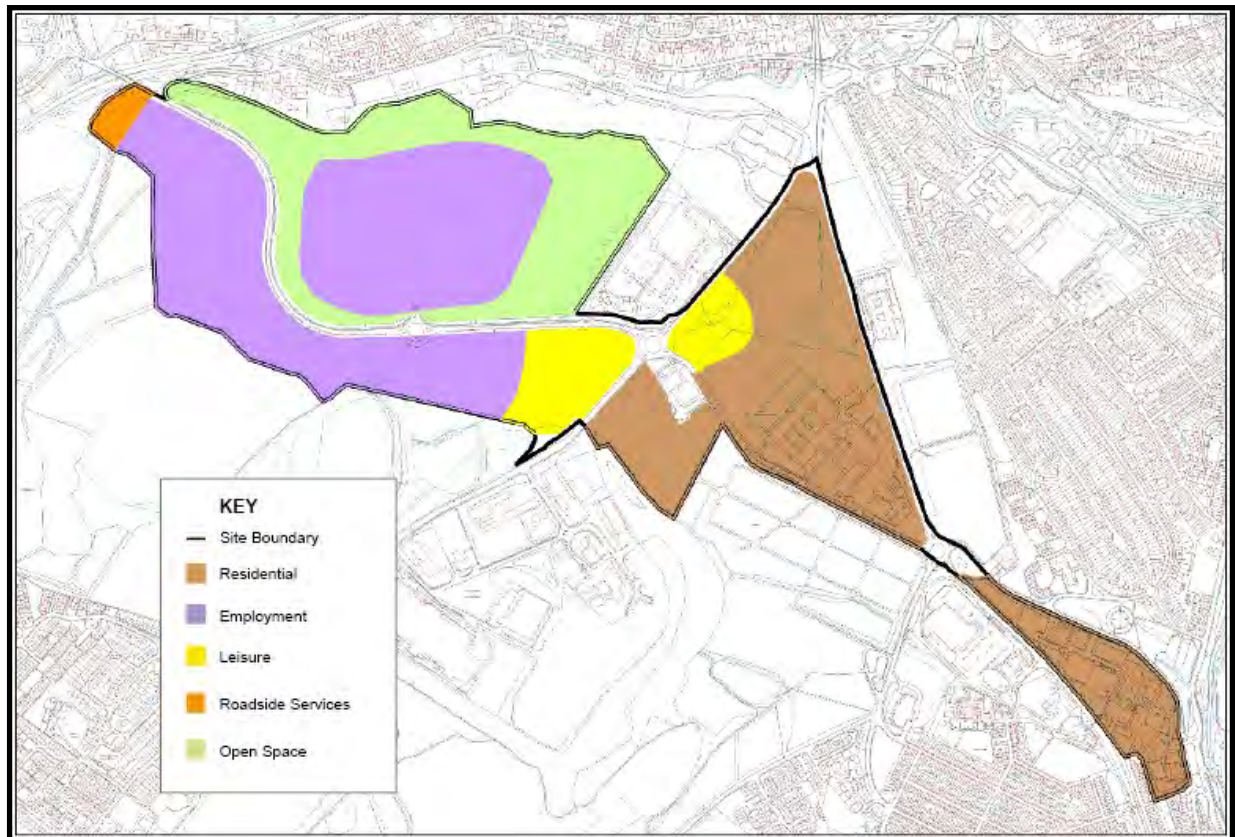 KEY
Site Boundary
Residential
Employment
Leisure
Roadside Services
Open Space